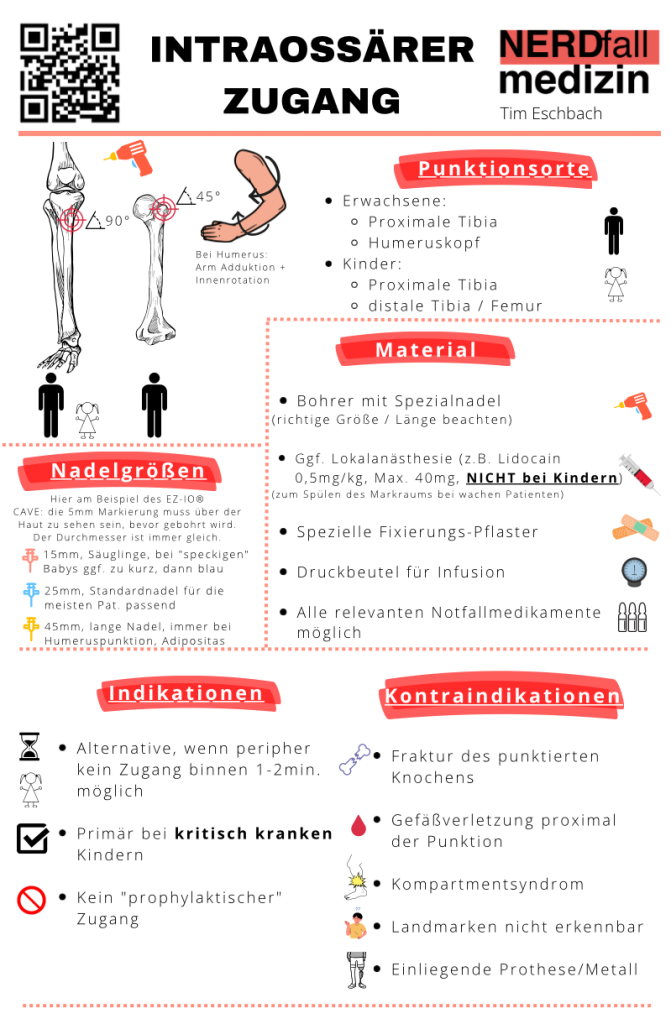 INTRAOSSÄRER
ZUGANG
NERDfall
medizin
Tim Eschbach
90°
45°
Bei Humerus:
Arm Adduktion +
Innenrotation
Punktionsorte
Erwachsene:
Proximale Tibia
Humeruskopf
Kinder:
Proximale Tibia
distale Tibia / Femur
Material
Bohrer mit Spezialnadel
(richtige Größe / Länge beachten)
Ggf. Lokalanästhesie (z.B. Lidocain
0,5mg/kg, Max. 40mg, NICHT bei Kindern)
(zum Spülen des Markraums bei wachen Patienten)
Spezielle Fixierungs-Pflaster
Druckbeutel für Infusion
Alle relevanten Notfallmedikamente
möglich
Nadelgrößen
Hier am Beispiel des EZ-IO®
CAVE: die 5mm Markierung muss über der
Haut zu sehen sein, bevor gebohrt wird.
Der Durchmesser ist immer gleich.
15mm, Säuglinge, bei "speckigen"
Babys ggf. zu kurz, dann blau
25mm, Standardnadel für die
meisten Pat. passend
45mm, lange Nadel, immer bei
Humeruspunktion, Adipositas
Indikationen
Alternative, wenn peripher
kein Zugang binnen 1-2min.
möglich
Primär bei kritisch kranken
Kindern
Kein "prophylaktischer"
Zugang
Kontraindikationen
Fraktur des punktierten
Knochens
Gefäßverletzung proximal
der Punktion
Kompartmentsyndrom
Landmarken nicht erkennbar
Einliegende Prothese/Metall